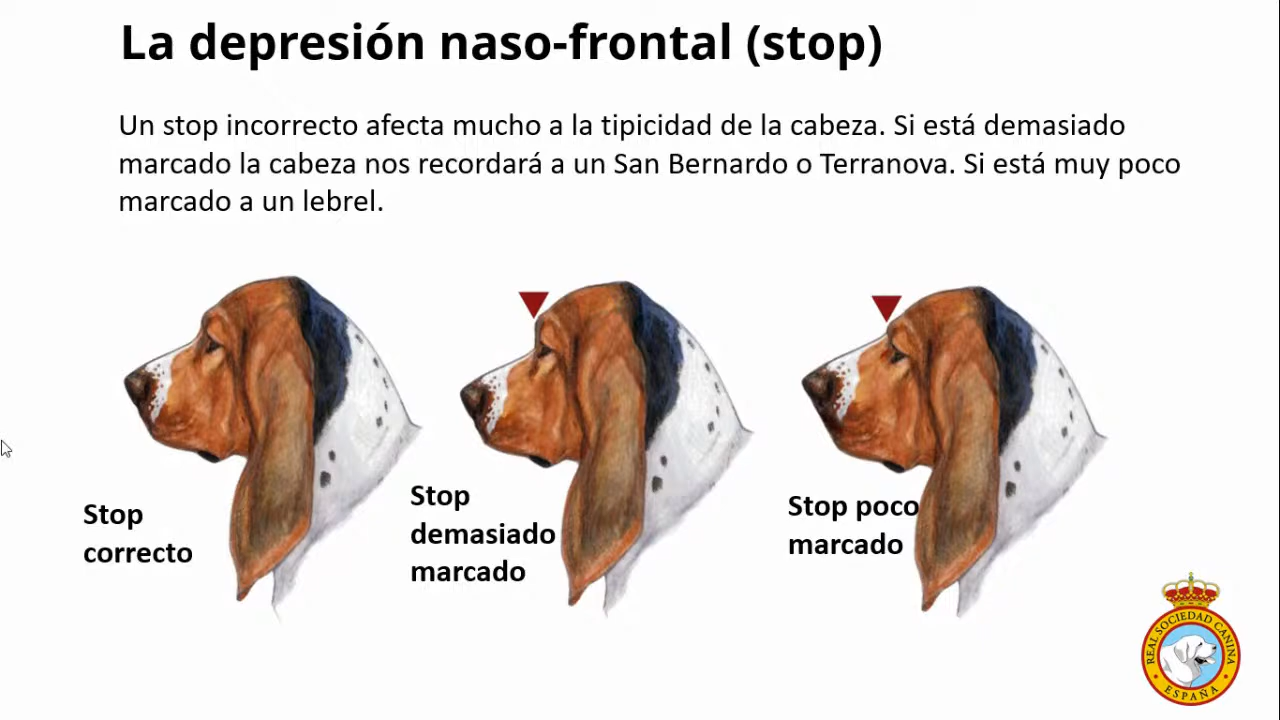 La depresión naso-frontal (stop)
Un stop incorrecto afecta mucho a la tipicidad de la cabeza. Si está demasiado
marcado la cabeza nos recordará a un San Bernardo o Terranova. Si está muy poco
marcado a un lebrel.
Stop
correcto
Stop
demasiado
marcado
Stop poco
marcado
REAL SOCIEDAD CANINA
ESPAÑA